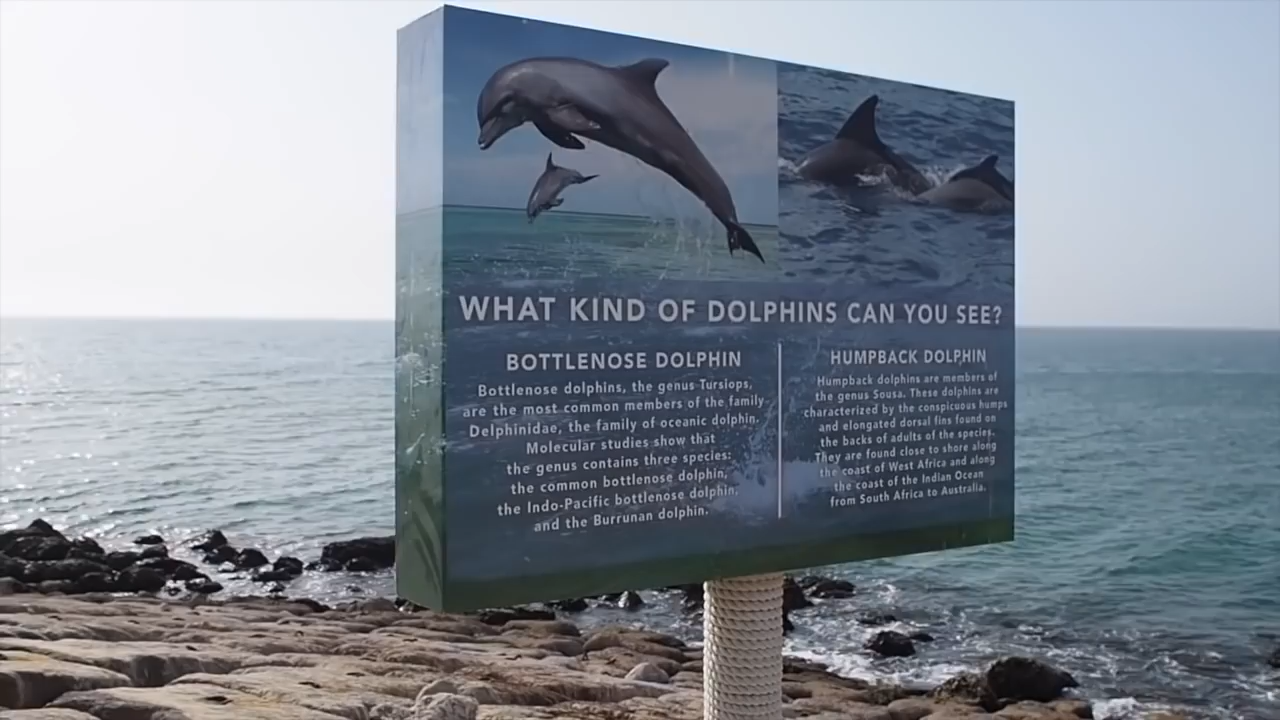 WHAT KIND OF DOLPHINS CAN YOU SEE?
BOTTLENOSE DOLPHIN
Bottlenose dolphins, the genus Tursiops,
are the most common members of the family
Delphinidae, the family of oceanic dolphin.
Molecular studies show that
the genus contains three species:
the common bottlenose dolphin,
the Indo-Pacific bottlenose dolphin,
and the Burrunan dolphin.
HUMPBACK DOLPHIN
Humpback dolphins are members of
the genus Sousa. These dolphins are
characterized by the conspicuous humps
and elongated dorsal fins found on
the backs of adults of the species.
They are found close to shore along
the coast of West Africa and along
the coast of the Indian Ocean
from South Africa to Australia.